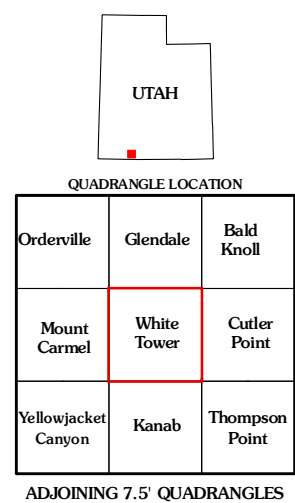 UTAH
QUADRANGLE LOCATION
Orderville
Glendale
Bald
Knoll
Mount
Carmel
White
Tower
Cutler
Point
Yellowjacket
Canyon
Kanab
Thompson
Point
ADJOINING 7.5' QUADRANGLES